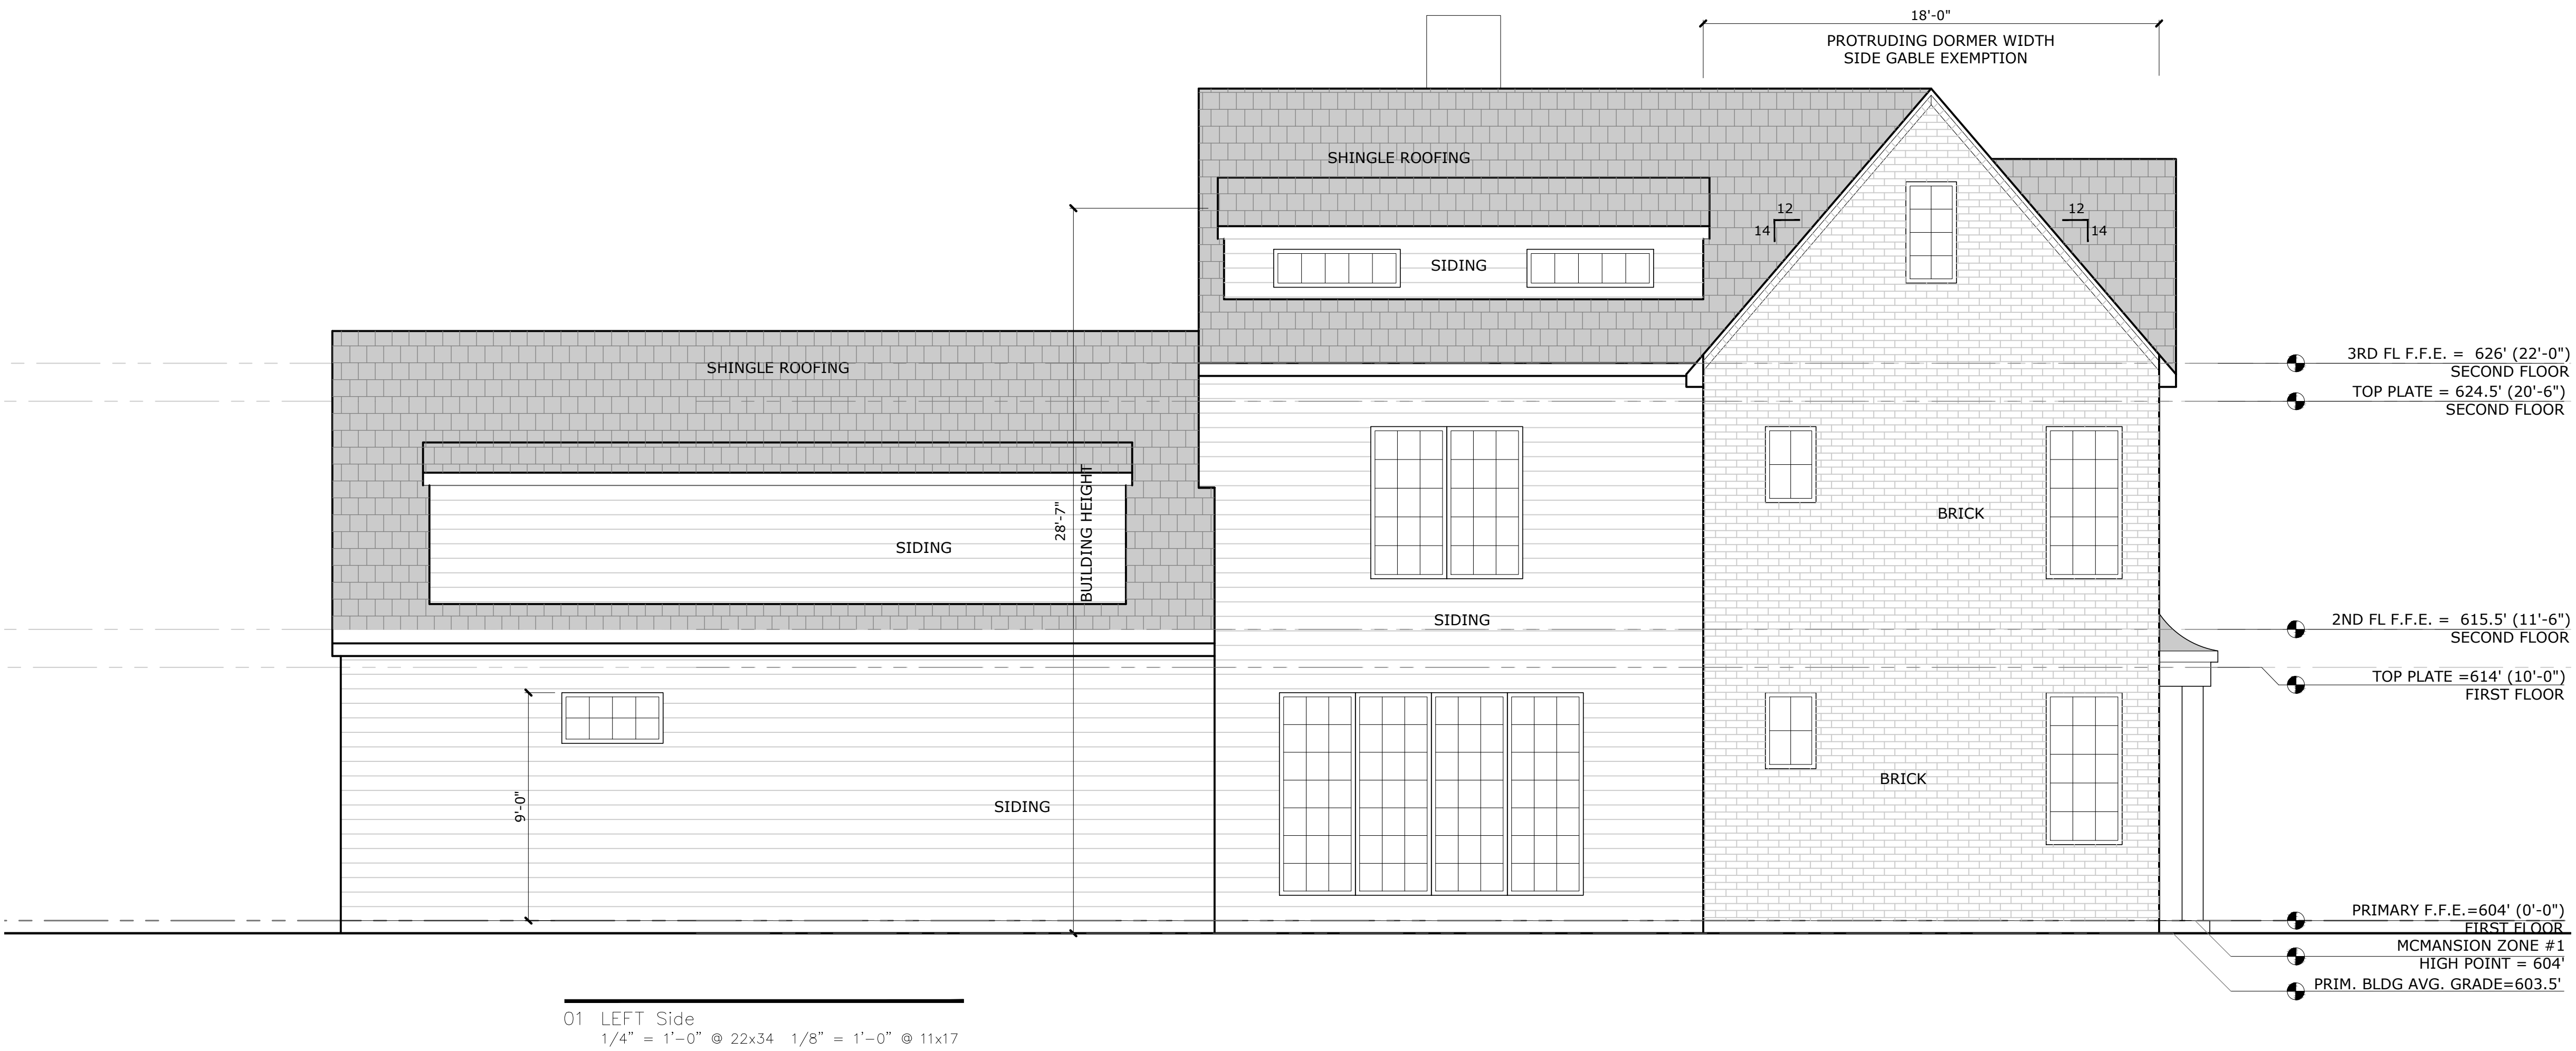 18'-0"
PROTRUDING DORMER WIDTH
SIDE GABLE EXEMPTION
SHINGLE ROOFING
12
14
12
14
SIDING
3RD FL F.F.E. = 626' (22'-0")
SECOND FLOOR
SHINGLE ROOFING
TOP PLATE = 624.5' (20'-6")
SECOND FLOOR
28'-7"
BUILDING HEIGHT
BRICK
SIDING
SIDING
2ND FL F.F.E. = 615.5' (11'-6")
SECOND FLOOR
TOP PLATE =614' (10'-0")
FIRST FLOOR
BRICK
9'-0"
SIDING
PRIMARY F.F.E.=604' (0'-0")
FIRST FLOOR
MCMANSION ZONE #1
HIGH POINT = 604'
PRIM. BLDG AVG. GRADE=603.5'
01 LEFT Side
1/4" = 1'-0" @ 22x34 1/8" = 1'-0" @ 11x17